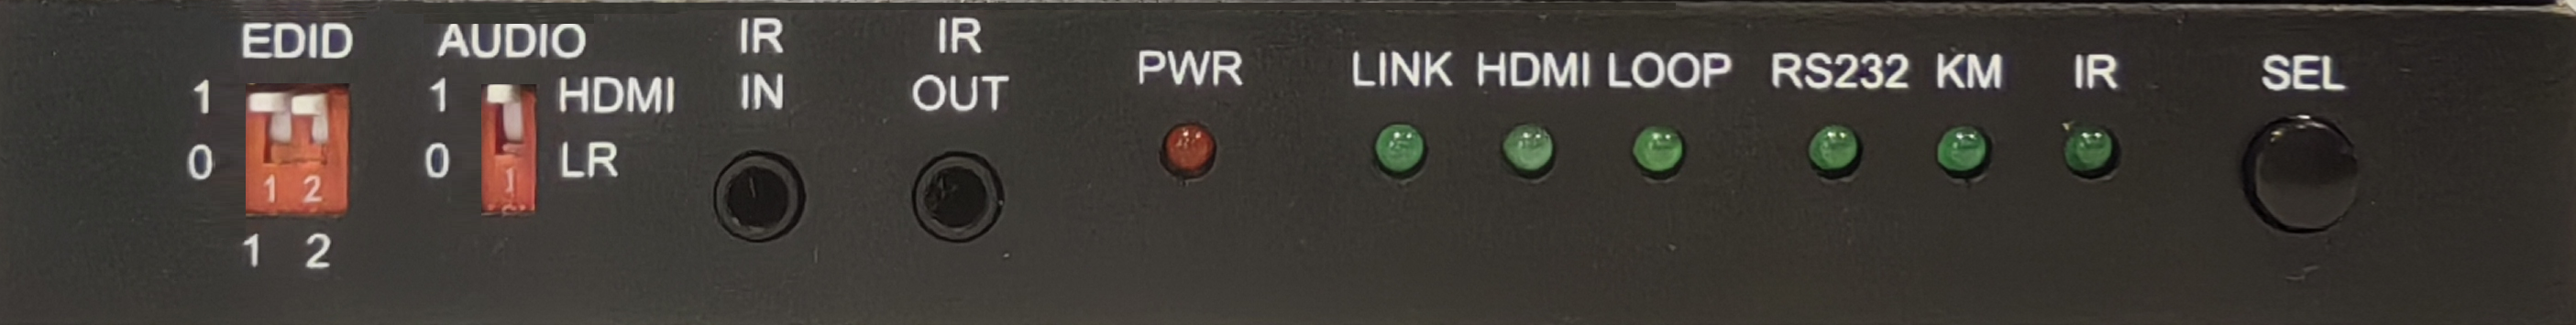 EDID
1
0
1 2
1 2
AUDIO
1 HDMI
0 LR
1
IR
IN
IR
OUT
PWR
LINK HDMI LOOP
RS232 KM IR
SEL